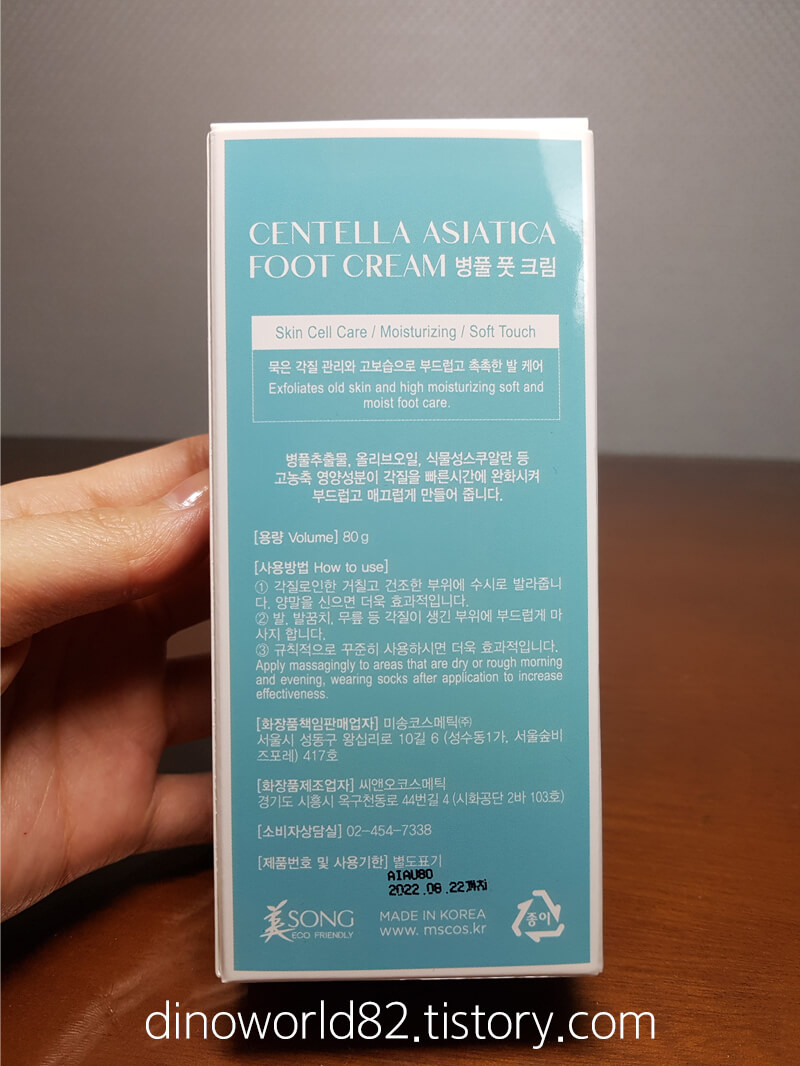 CENTELLA ASIATICA
FOOT CREAM 병풀 풋 크림
Skin Cell Care / Moisturizing / Soft Touch
묵은 각질 관리와 고보습으로 부드럽고 촉촉한 발 케어
Exfoliates old skin and high moisturizing soft and
moist foot care.
병풀추출물, 올리브오일, 식물성스쿠알란 등
고농축 영양성분이 각질을 빠른시간에 완화시켜
부드럽고 매끄럽게 만들어 줍니다.
[용량 Volume] 80 g
[사용방법 How to use]
① 각질로인한 거칠고 건조한 부위에 수시로 발라줍니
다. 양말을 신으면 더욱 효과적입니다.
② 발, 발꿈치, 무릎 등 각질이 생긴 부위에 부드럽게 마
사지 합니다.
③ 규칙적으로 꾸준히 사용하시면 더욱 효과적입니다.
Apply massagingly to areas that are dry or rough morning
and evening, wearing socks after application to increase
effectiveness.
[화장품책임판매업자] 미송코스메틱㈜
서울시 성동구 왕십리로 10길 6 (성수동1가, 서울숲비
즈포레) 417호
[화장품제조업자] 씨앤오코스메틱
경기도 시흥시 옥구천동로 44번길 4 (시화공단 2바 103호)
[소비자상담실] 02-454-7338
[제품번호 및 사용기한] 별도표기
AIAU80
2022.08.22까지
美SONG
ECO FRIENDLY
MADE IN KOREA
www. mscos.kr
종이
dinoworld82.tistory.com